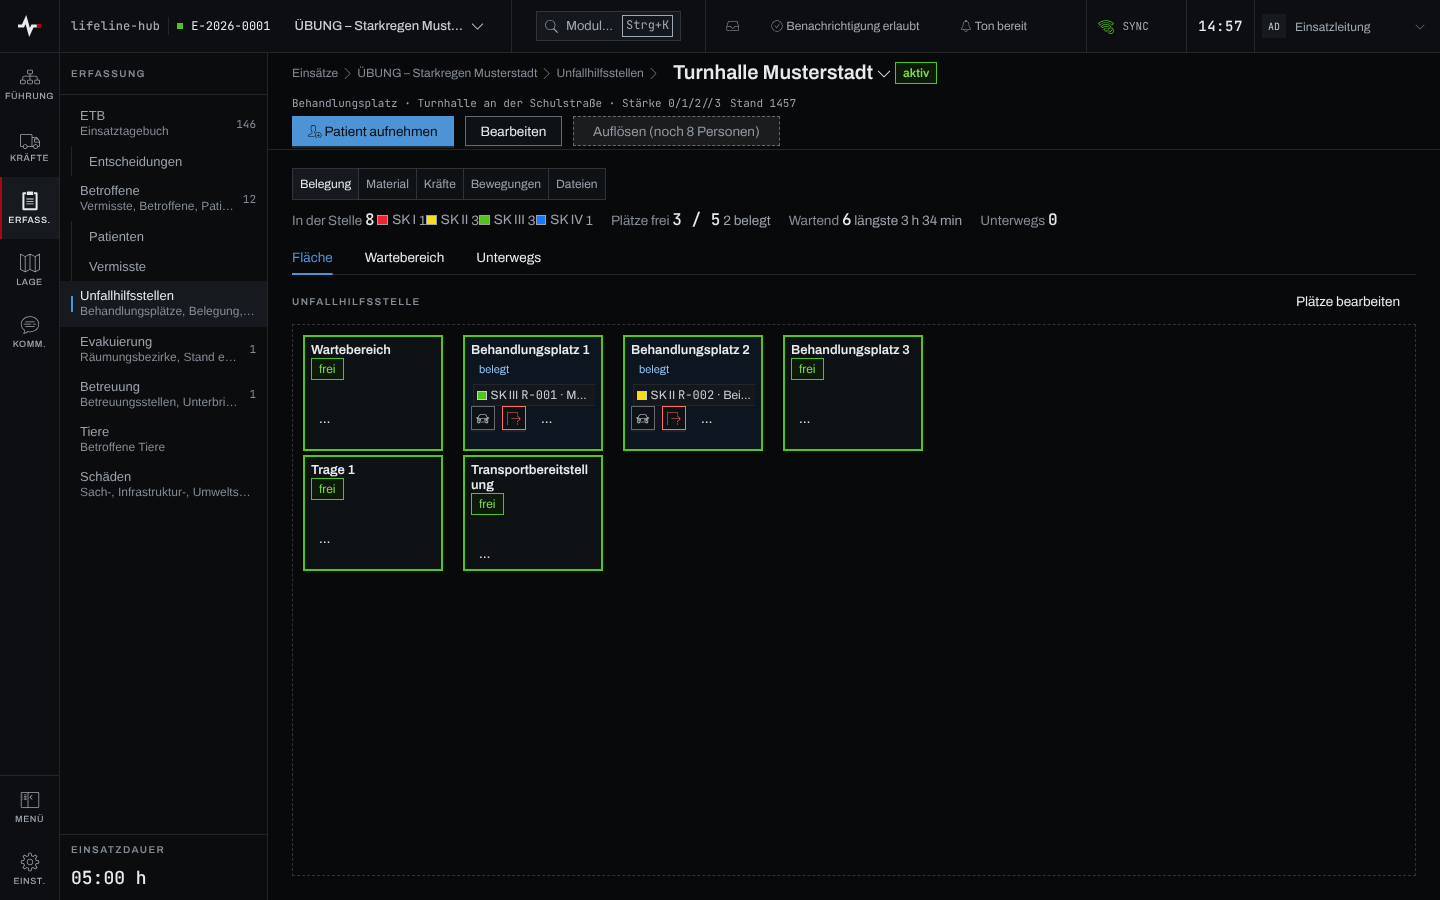 lifeline-hub
E-2026-0001
ÜBUNG – Starkregen Must...
Modul... Strg+K
Benachrichtigung erlaubt
Ton bereit
SYNC
14:57
AD Einsatzleitung
FÜHRUNG
KRÄFTE
ERFASS.
LAGE
KOMM.
MENÜ
EINST.
ERFASSUNG
ETB
Einsatztagebuch
146
Entscheidungen
Betroffene
Vermisste, Betroffene, Pati...
12
Patienten
Vermisste
Unfallhilfsstellen
Behandlungsplätze, Belegung,...
Evakuierung
Räumungsbezirke, Stand e...
1
Betreuung
Betreuungsstellen, Unterbri...
1
Tiere
Betroffene Tiere
Schäden
Sach-, Infrastruktur-, Umwelts...
EINSATZDAUER
05:00 h
Einsätze > ÜBUNG – Starkregen Musterstadt > Unfallhilfsstellen > Turnhalle Musterstadt aktiv
Behandlungsplatz · Turnhalle an der Schulstraße · Stärke 0/1/2//3 Stand 1457
Patient aufnehmen
Bearbeiten
Auflösen (noch 8 Personen)
Belegung Material Kräfte Bewegungen Dateien
In der Stelle 8 SK I 1 SK II 3 SK III 3 SK IV 1 Plätze frei 3 / 5 2 belegt Wartend 6 längste 3 h 34 min Unterwegs 0
Fläche Wartebereich Unterwegs
UNFALLHILFSSTELLE
Plätze bearbeiten
Wartebereich
frei
...
Behandlungsplatz 1
belegt
SK III R-001 · M...
...
Behandlungsplatz 2
belegt
SK II R-002 · Bei...
...
Behandlungsplatz 3
frei
...
Trage 1
frei
...
Transportbereitstell
ung
frei
...